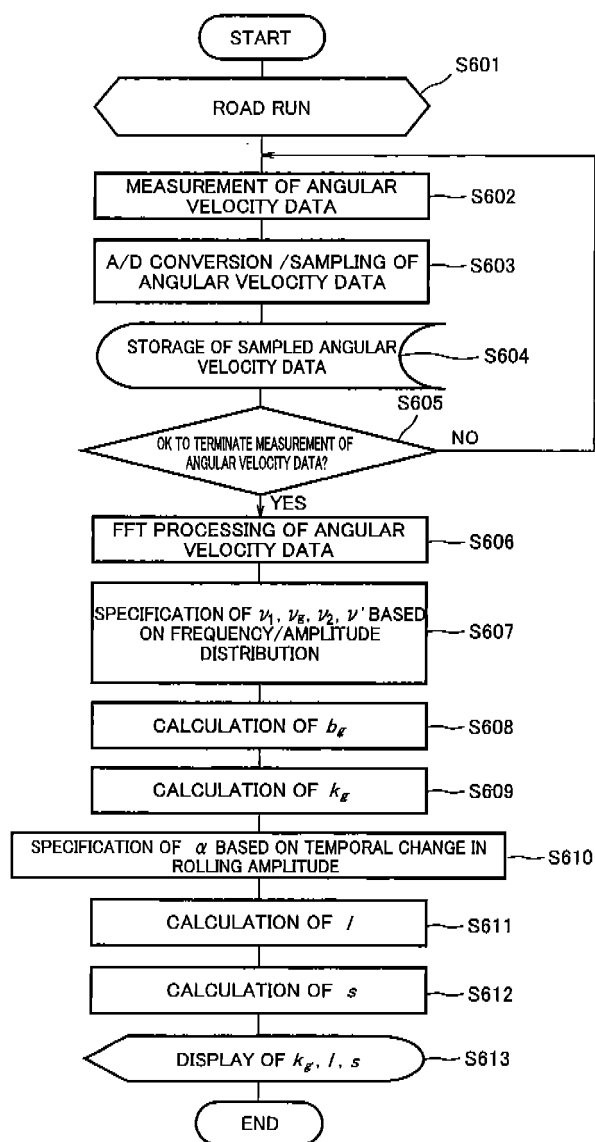 START
S601
ROAD RUN
MEASUREMENT OF ANGULAR
VELOCITY DATA
S602
A/D CONVERSION /SAMPLING OF
ANGULAR VELOCITY DATA
S603
STORAGE OF SAMPLED ANGULAR
VELOCITY DATA
S604
S605
OK TO TERMINATE MEASUREMENT OF
ANGULAR VELOCITY DATA?
NO
YES
FFT PROCESSING OF ANGULAR
VELOCITY DATA
S606
SPECIFICATION OF ν₁, νg, ν₂, ν' BASED
ON FREQUENCY/AMPLITUDE
DISTRIBUTION
S607
CALCULATION OF bg
S608
CALCULATION OF kg
S609
SPECIFICATION OF α BASED ON TEMPORAL CHANGE IN
ROLLING AMPLITUDE
S610
CALCULATION OF l
S611
CALCULATION OF s
S612
DISPLAY OF kg, l, s
S613
END